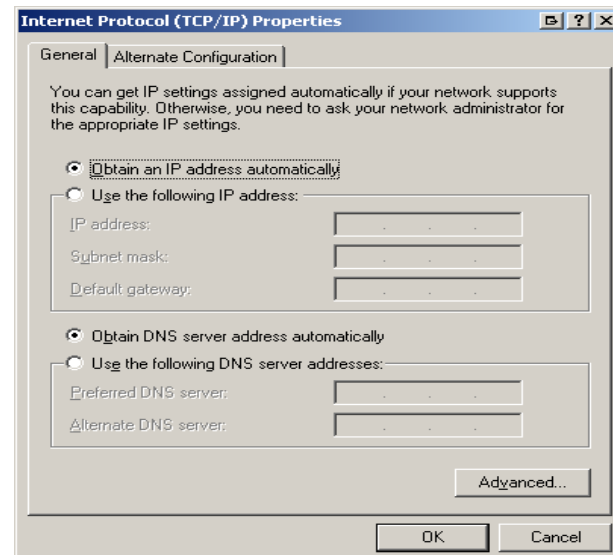 Internet Protocol (TCP/IP) Properties
General
Alternate Configuration
You can get IP settings assigned automatically if your network supports
this capability. Otherwise, you need to ask your network administrator for
the appropriate IP settings.
Obtain an IP address automatically
Use the following IP address:
IP address:
Subnet mask:
Default gateway:
Obtain DNS server address automatically
Use the following DNS server addresses:
Preferred DNS server:
Alternate DNS server:
Advanced...
OK
Cancel